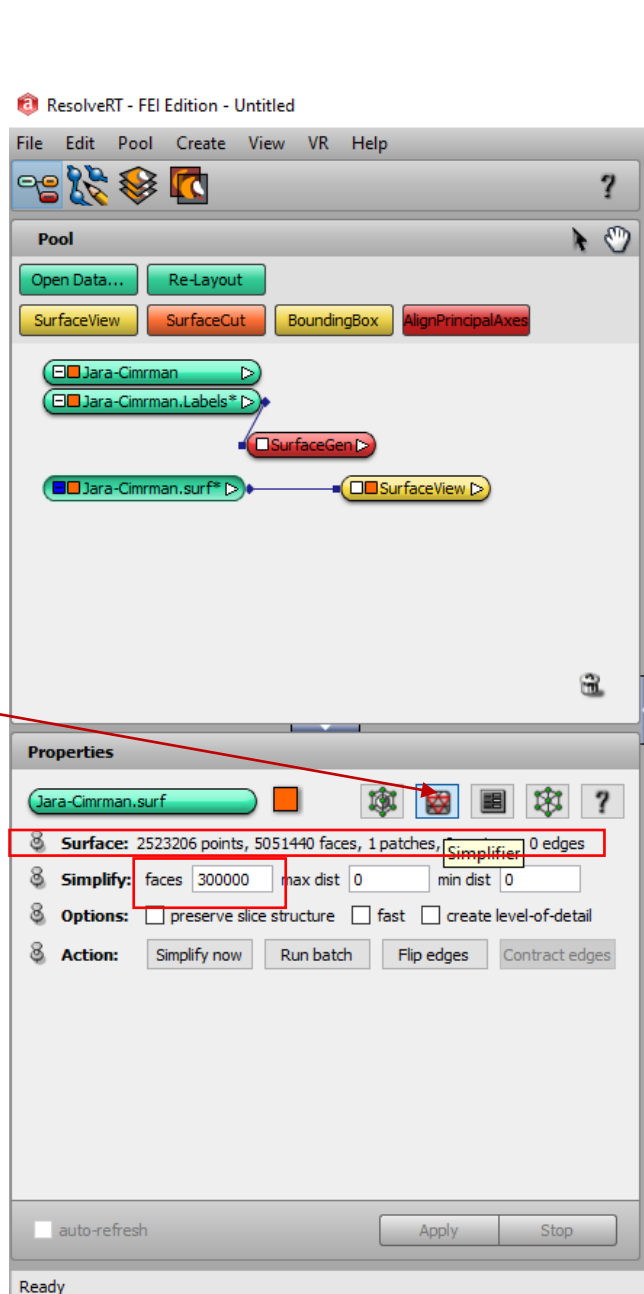 ResolveRT - FEI Edition - Untitled
File Edit Pool Create View VR Help
?
Pool
Open Data... Re-Layout
SurfaceView SurfaceCut BoundingBox AlignPrincipalAxes
Jara-Cimrman
Jara-Cimrman.Labels*
SurfaceGen
Jara-Cimrman.surf* SurfaceView
Properties
Jara-Cimrman.surf ?
Surface: 2523206 points, 5051440 faces, 1 patches, 0 edges
Simplifier
Simplify: faces 300000 max dist 0 min dist 0
Options: preserve slice structure fast create level-of-detail
Action: Simplify now Run batch Flip edges Contract edges
auto-refresh Apply Stop
Ready